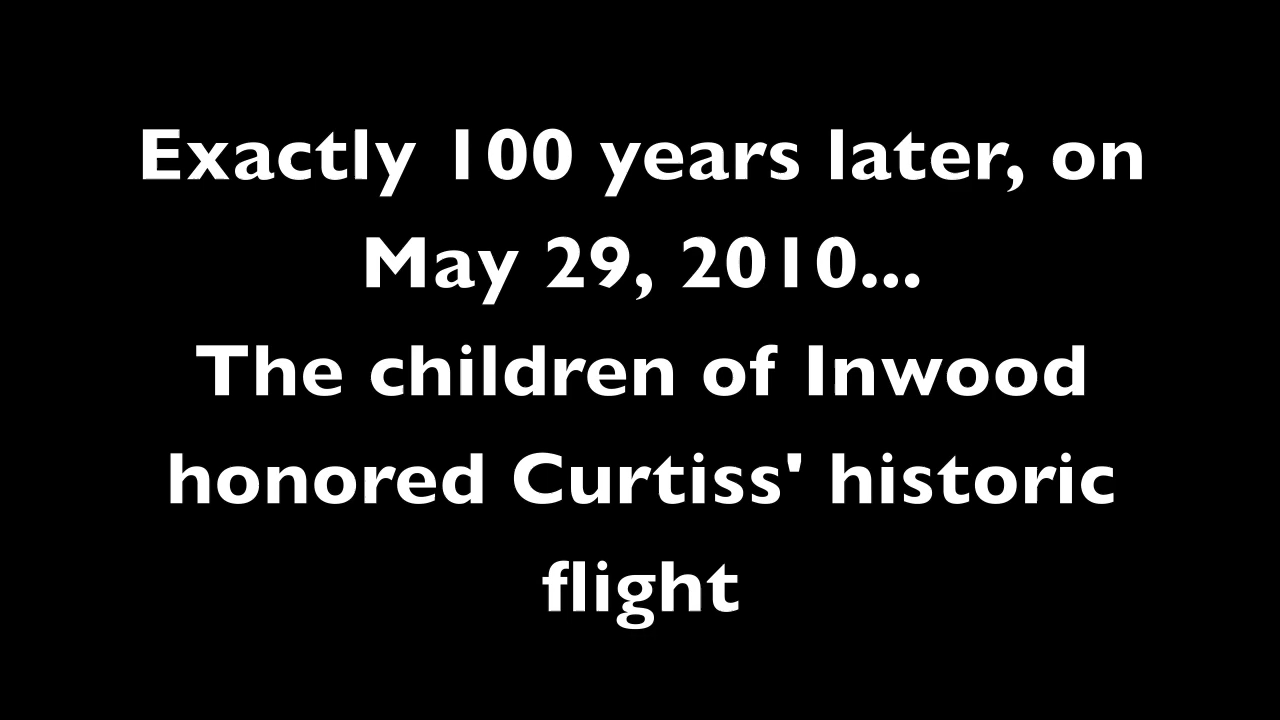 Exactly 100 years later, on
May 29, 2010...
The children of Inwood
honored Curtiss' historic
flight